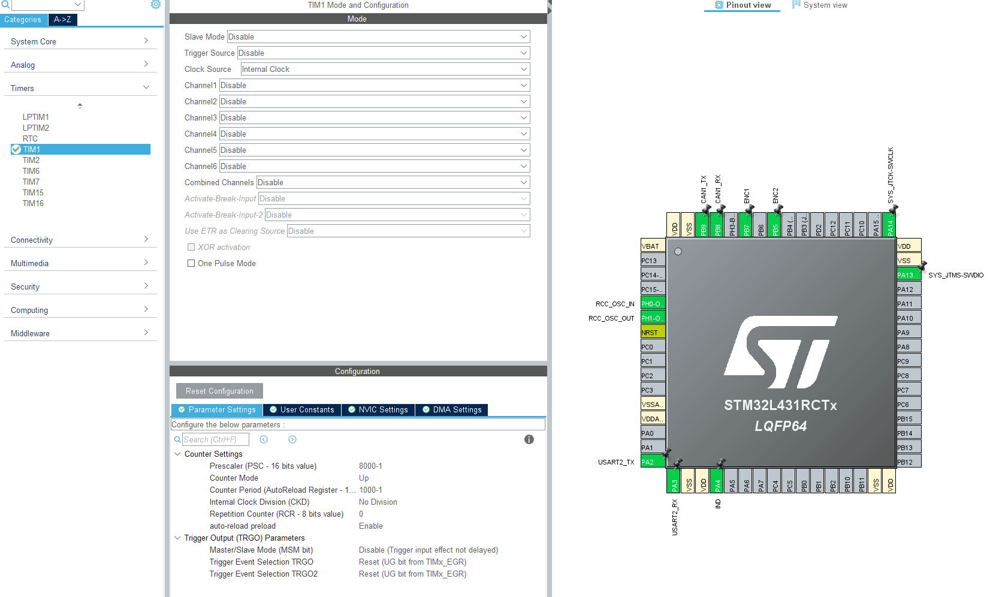 Categories
A->Z
System Core
Analog
Timers
LPTIM1
LPTIM2
RTC
TIM1
TIM2
TIM6
TIM7
TIM15
TIM16
Connectivity
Multimedia
Security
Computing
Middleware
TIM1 Mode and Configuration
Mode
Slave Mode Disable
Trigger Source Disable
Clock Source Internal Clock
Channel1 Disable
Channel2 Disable
Channel3 Disable
Channel4 Disable
Channel5 Disable
Channel6 Disable
Combined Channels Disable
Activate-Break-Input Disable
Activate-Break-Input-2 Disable
Use ETR as Clearing Source Disable
XOR activation
One Pulse Mode
Configuration
Reset Configuration
Parameter Settings
User Constants
NVIC Settings
DMA Settings
Configure the below parameters :
Search (Ctrl+F)
Counter Settings
Prescaler (PSC - 16 bits value) 8000-1
Counter Mode Up
Counter Period (AutoReload Register - 1... 1000-1
Internal Clock Division (CKD) No Division
Repetition Counter (RCR - 8 bits value) 0
auto-reload preload Enable
Trigger Output (TRGO) Parameters
Master/Slave Mode (MSM bit) Disable (Trigger input effect not delayed)
Trigger Event Selection TRGO Reset (UG bit from TIMx_EGR)
Trigger Event Selection TRGO2 Reset (UG bit from TIMx_EGR)
Pinout view
System view
CAN1_TX
CAN1_RX
ENC1
ENC2
SYS_JTCK-SWCLK
VDD
VSS
PB9
PB8
PH3-B...
PB7
PB6
PB5
PB4 (...
PB3 (J...
PD2
PC12
PC11
PC10
PA15 ..
PA14 ..
VBAT
PC13
PC14-..
PC15-..
RCC_OSC_IN PH0-O..
RCC_OSC_OUT PH1-O..
NRST
PC0
PC1
PC2
PC3
VSSA..
VDDA..
PA0
PA1
USART2_TX PA2
STM32L431RCTx
LQFP64
VDD
VSS
PA13 .. SYS_JTMS-SWDIO
PA12
PA11
PA10
PA9
PA8
PC9
PC8
PC7
PC6
PB15
PB14
PB13
PB12
PA3
VSS
VDD
PA4
PA5
PA6
PA7
PC4
PC5
PB0
PB1
PB2
PB10
PB11
VSS
VDD
USART2_RX
IND